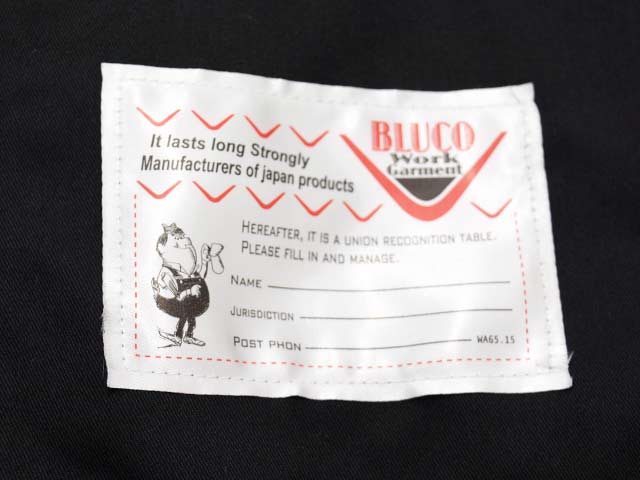 It lasts long Strongly
Manufacturers of japan products
BLUCO
Work
Garment
HEREAFTER, IT IS A UNION RECOGNITION TABLE.
PLEASE FILL IN AND MANAGE.
NAME
JURISDICTION
POST PHON
WA65.15